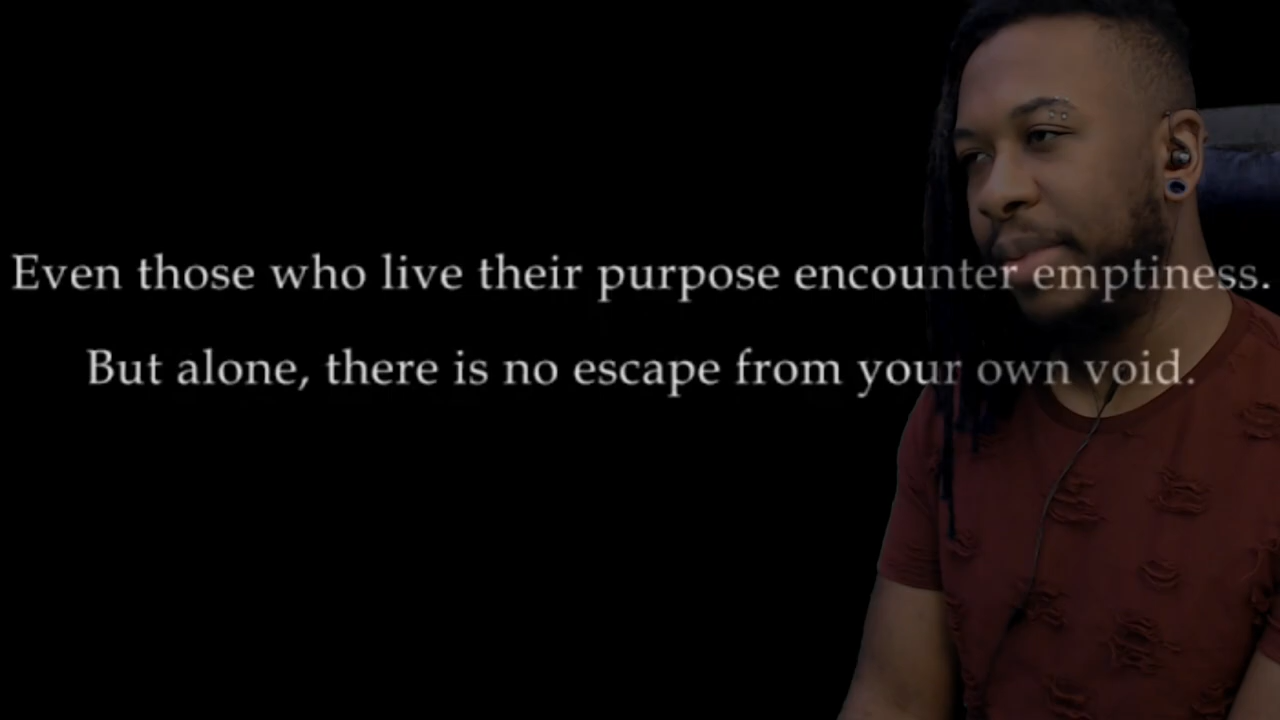 Even those who live their purpose encounter emptiness.
But alone, there is no escape from your own void.